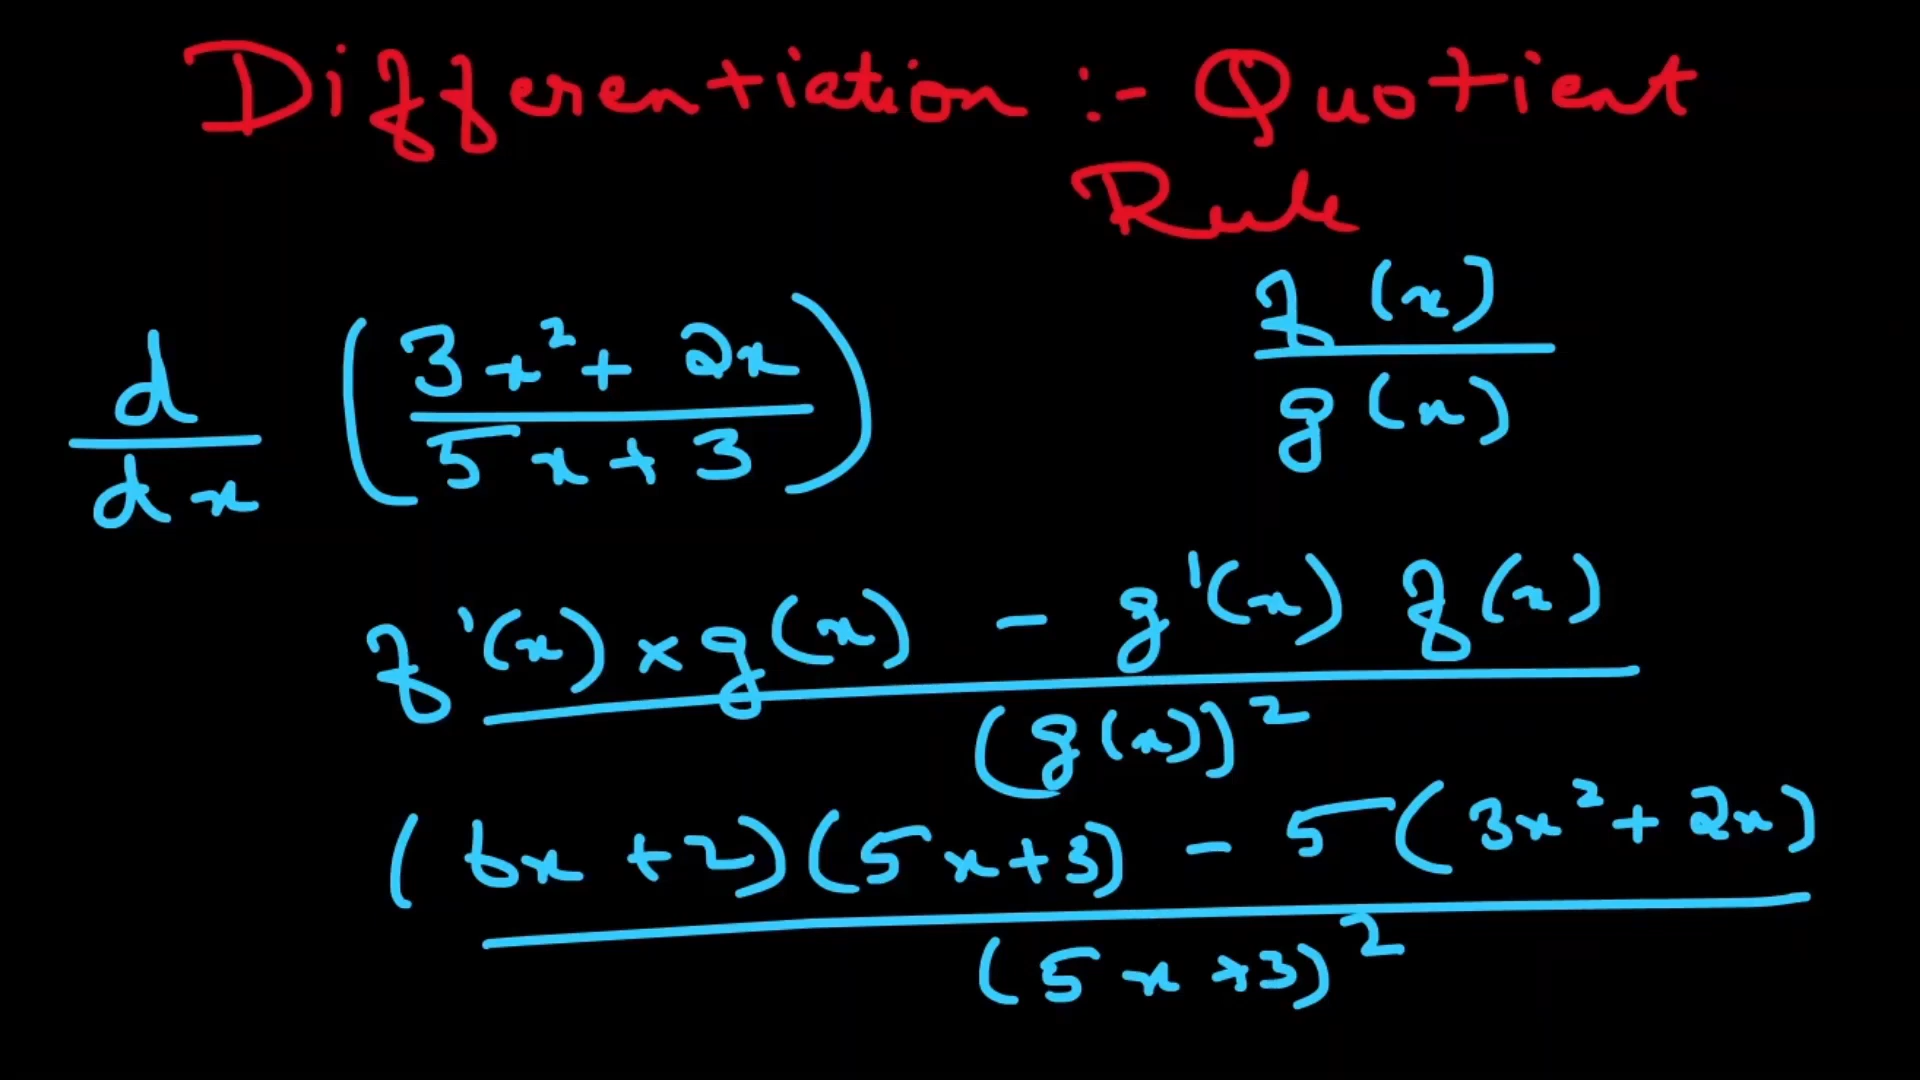 Differentiation :- Quotient
Rule
d/dx ( (3x² + 2x) / (5x + 3) )
f(x) / g(x)
f'(x) × g(x) - g'(x) f(x)
(g(x))²
(6x + 2)(5x + 3) - 5(3x² + 2x)
(5x + 3)²